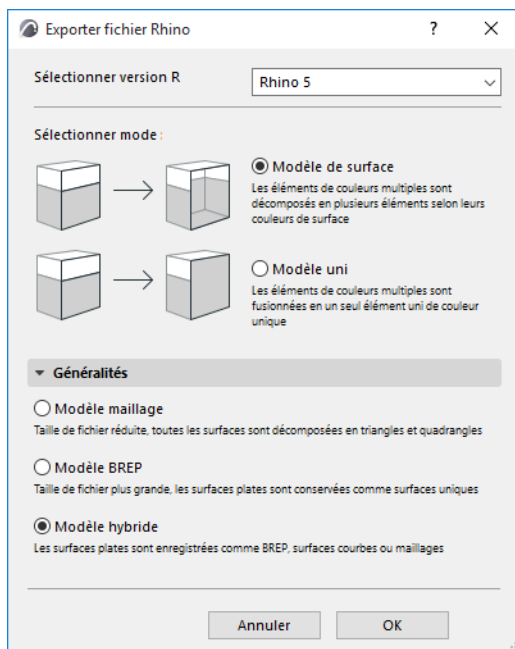 Exporter fichier Rhino
?
Sélectionner version R
Rhino 5
Sélectionner mode :
Modèle de surface
Les éléments de couleurs multiples sont
décomposés en plusieurs éléments selon leurs
couleurs de surface
Modèle uni
Les éléments de couleurs multiples sont
fusionnées en un seul élément uni de couleur
unique
Généralités
Modèle maillage
Taille de fichier réduite, toutes les surfaces sont décomposées en triangles et quadrangles
Modèle BREP
Taille de fichier plus grande, les surfaces plates sont conservées comme surfaces uniques
Modèle hybride
Les surfaces plates sont enregistrées comme BREP, surfaces courbes ou maillages
Annuler
OK